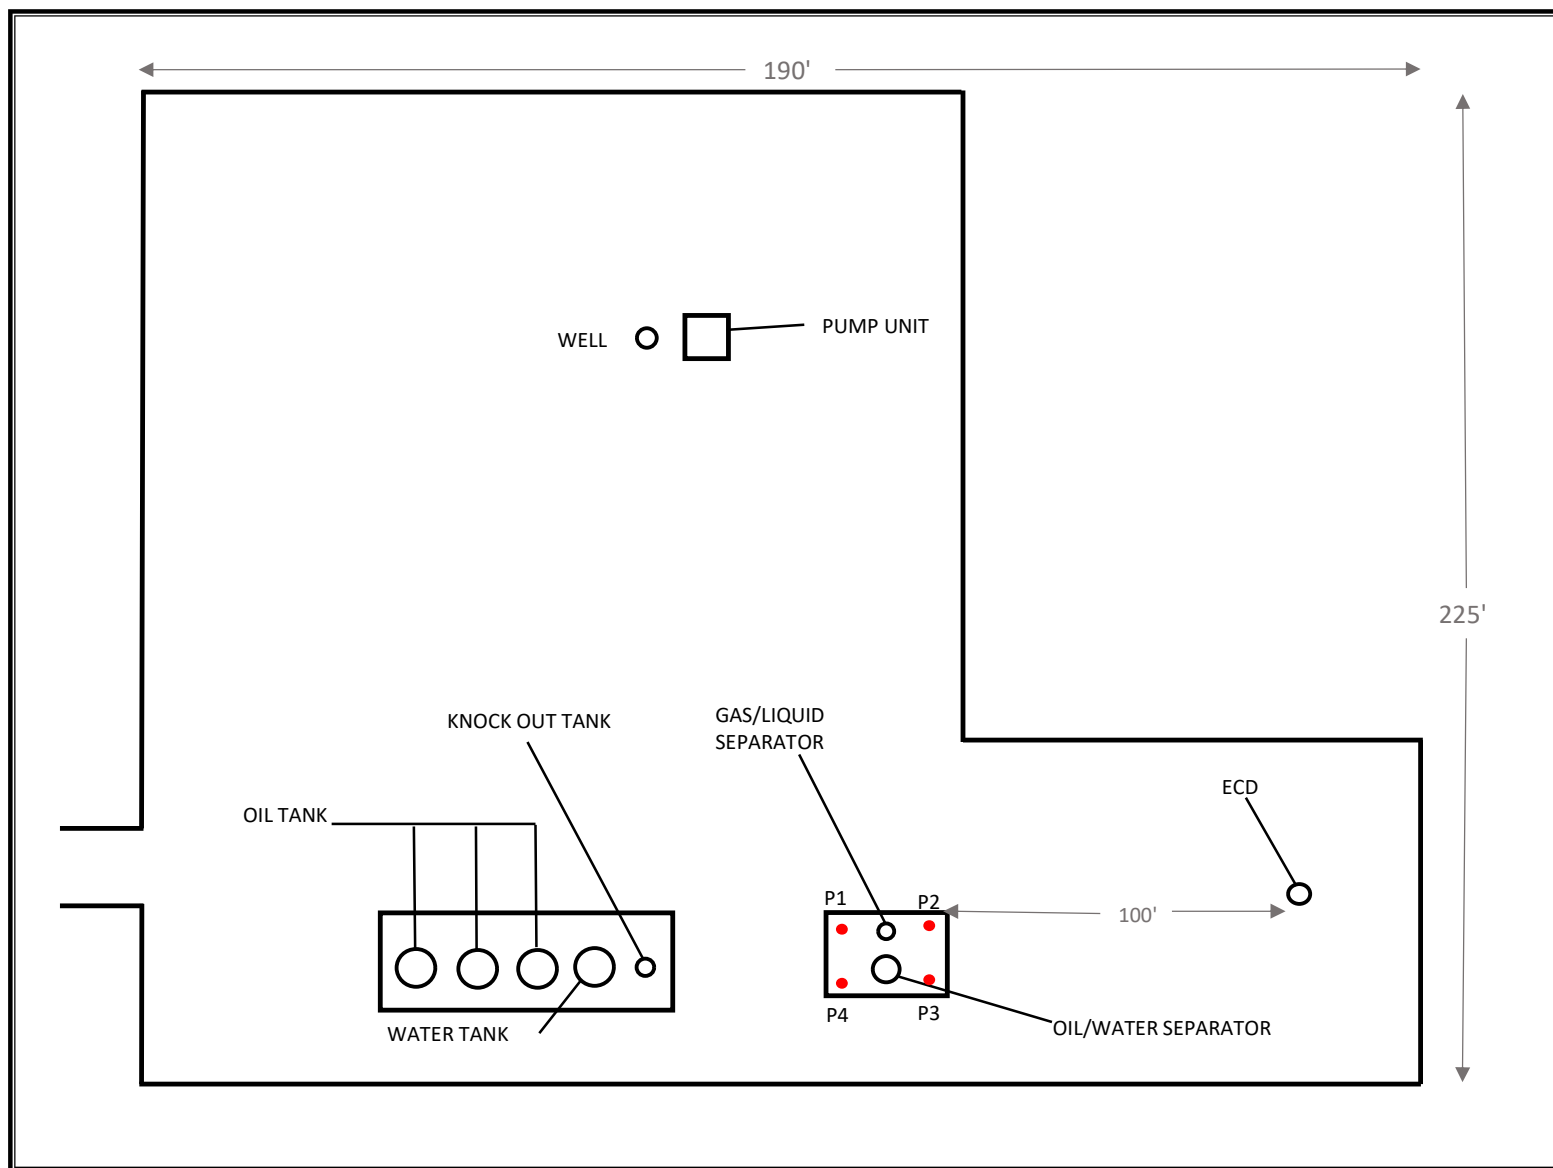 190'
WELL
PUMP UNIT
225'
KNOCK OUT TANK
GAS/LIQUID
SEPARATOR
ECD
OIL TANK
P1
P2
100'
P4
P3
WATER TANK
OIL/WATER SEPARATOR